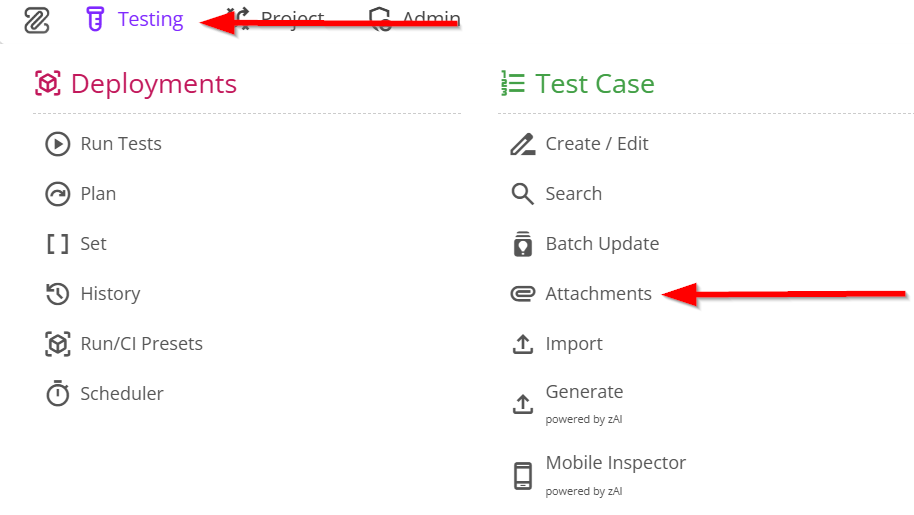 Testing Project Admin
Deployments
Run Tests
Plan
Set
History
Run/CI Presets
Scheduler
Test Case
Create / Edit
Search
Batch Update
Attachments
Import
Generate
powered by zAI
Mobile Inspector
powered by zAI